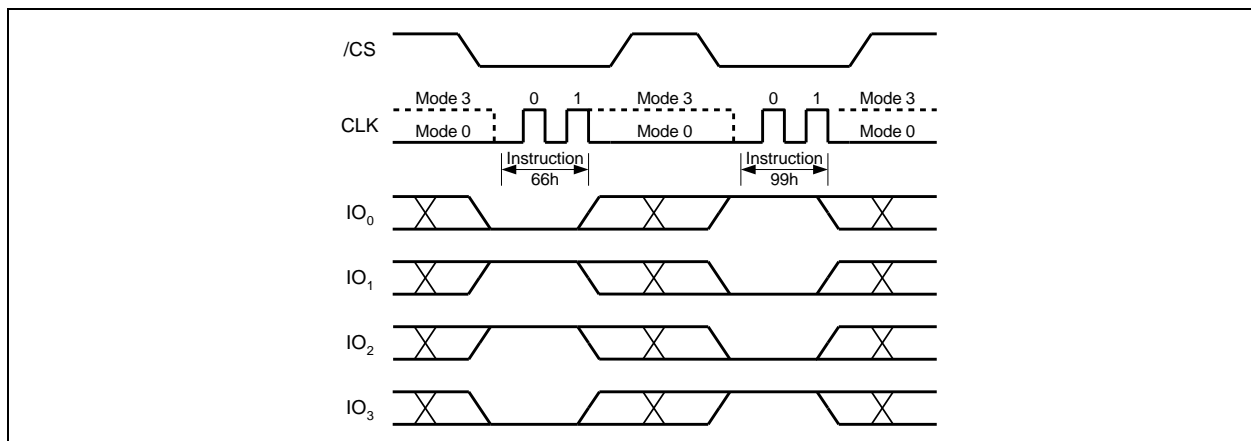 /CS
Mode 3 0 1 Mode 3 0 1 Mode 3
CLK
Mode 0 Mode 0 Mode 0
Instruction Instruction
66h 99h
IO₀
IO₁
IO₂
IO₃